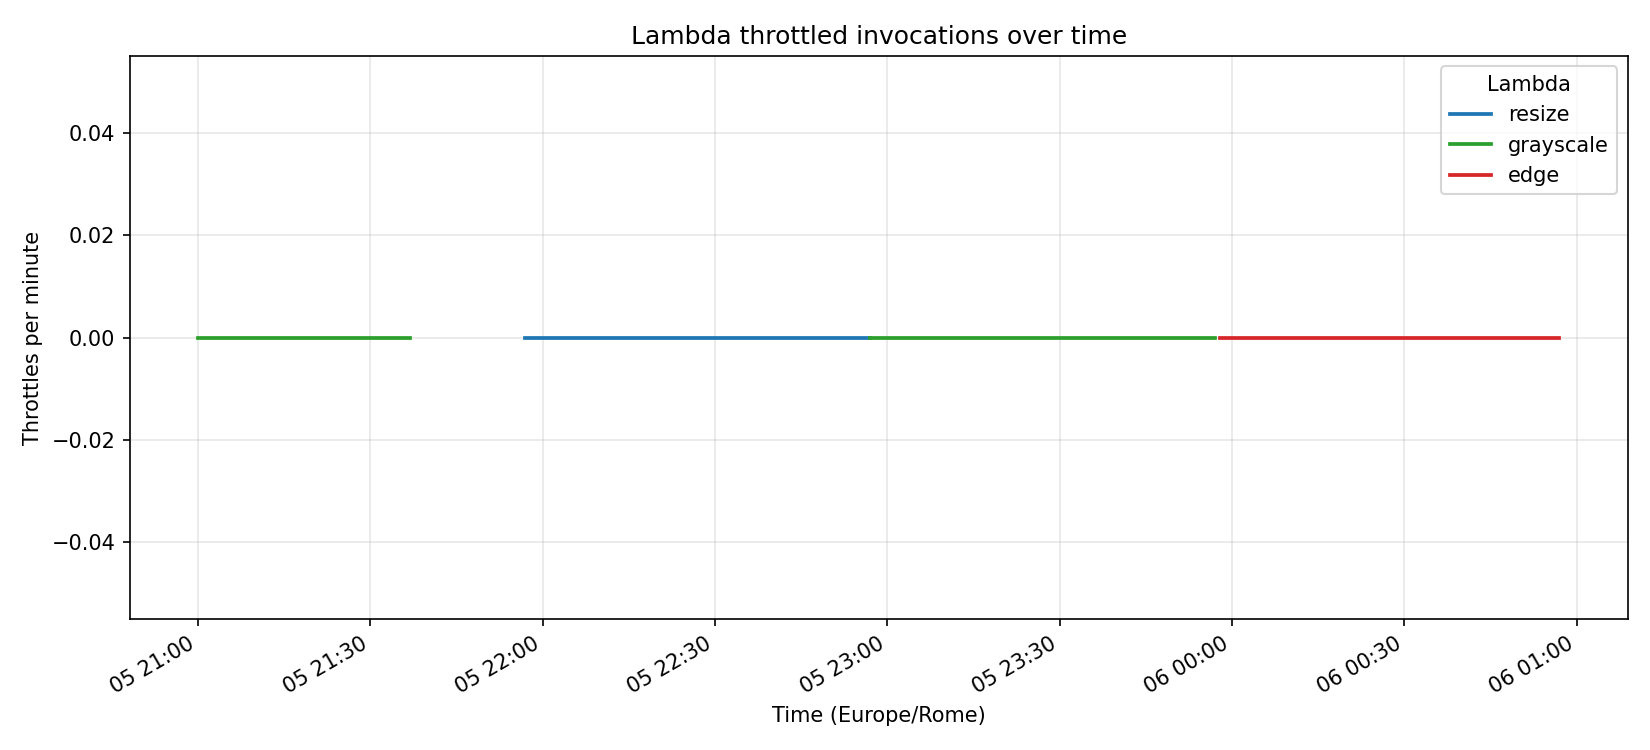 Lambda throttled invocations over time
Lambda
resize
grayscale
edge
Throttles per minute
0.04
0.02
0.00
−0.02
−0.04
05 21:00
05 21:30
05 22:00
05 22:30
05 23:00
05 23:30
06 00:00
06 00:30
06 01:00
Time (Europe/Rome)